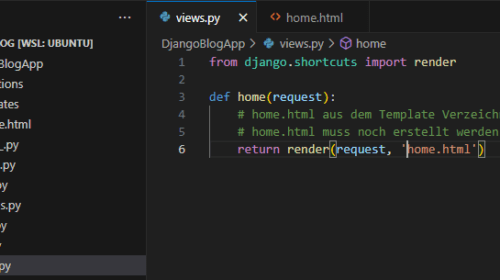 views.py
home.html
OG [WSL: UBUNTU]
BlogApp
DjangoBlogApp > views.py > home
1 from django.shortcuts import render
2
3 def home(request):
4 # home.html aus dem Template Verzeichn
5 # home.html muss noch erstellt werden
6 return render(request, 'home.html')
tions
ates
e.html
.py
.py
py
s.py
py